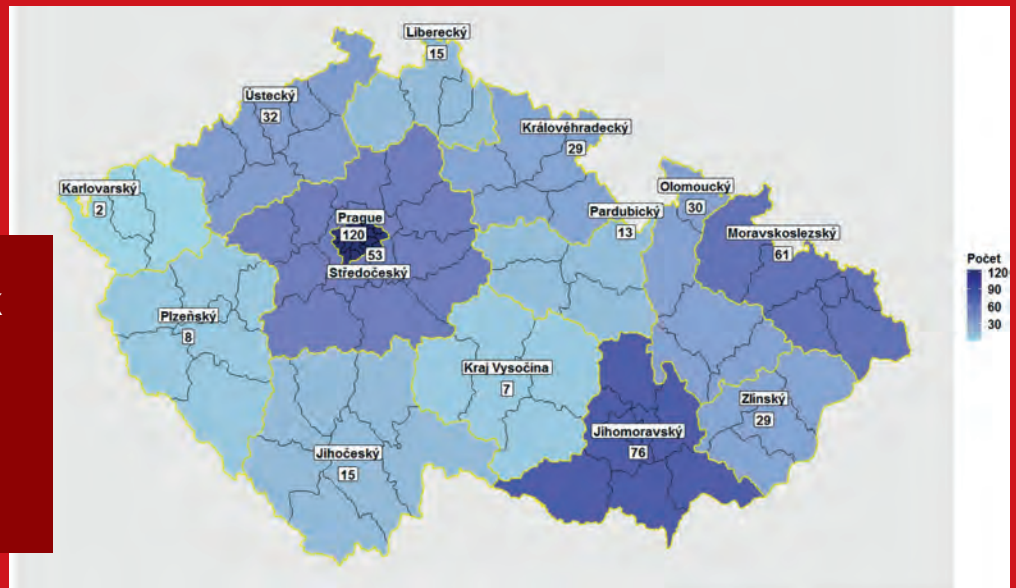 Liberecký
15
Ústecký
32
Královéhradecký
29
Karlovarský
2
Olomoucký
30
Prague
120
53
Středočeský
Pardubický
13
Moravskoslezský
61
Počet
120
90
60
30
Plzeňský
8
Kraj Vysočina
7
Zlínský
29
Jihomoravský
76
Jihočeský
15